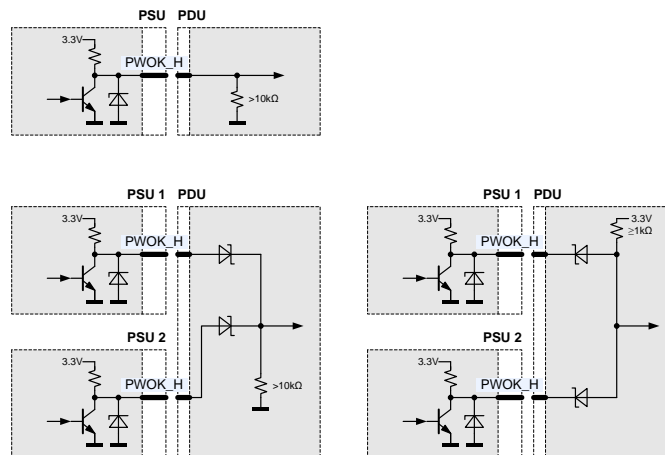 PSU PDU
3.3V
PWOK_H
>10kΩ
PSU 1 PDU
3.3V
PWOK_H
PSU 2
3.3V
PWOK_H
>10kΩ
PSU 1 PDU
3.3V
PWOK_H
3.3V
≥1kΩ
PSU 2
3.3V
PWOK_H